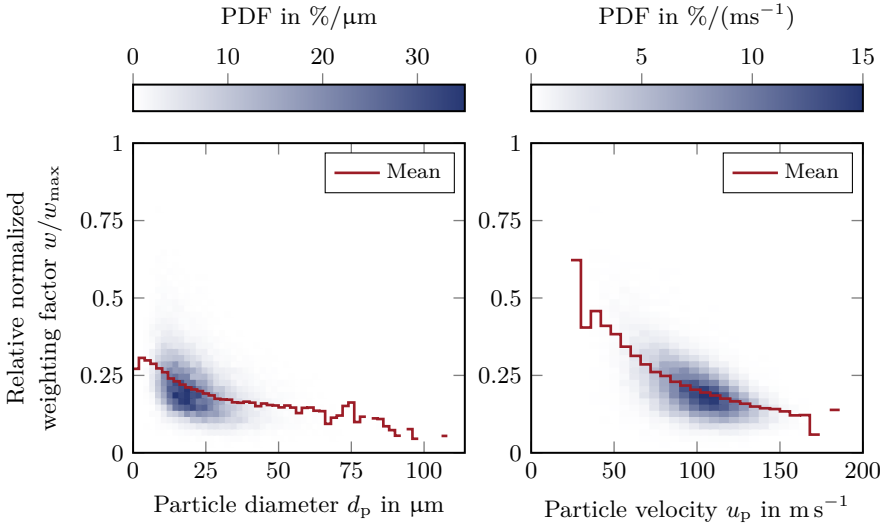 PDF in %/μm
PDF in %/(ms⁻¹)
0 10 20 30
0 5 10 15
Relative normalized
weighting factor w/w_max
1
0.75
0.5
0.25
0
Mean
0 25 50 75 100
Particle diameter d_p in μm
1
0.75
0.5
0.25
0
Mean
0 50 100 150 200
Particle velocity u_p in m s⁻¹